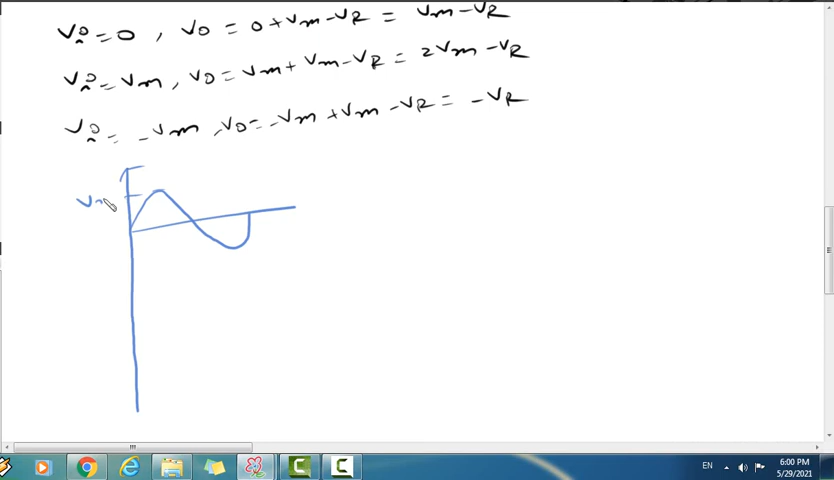 Vi = 0 , Vo = 0 + Vm - VR = Vm - VR
Vi = Vm , Vo = Vm + Vm - VR = 2Vm - VR
Vi = -Vm , Vo = -Vm + Vm - VR = -VR
Vm
EN
6:00 PM
5/29/2021